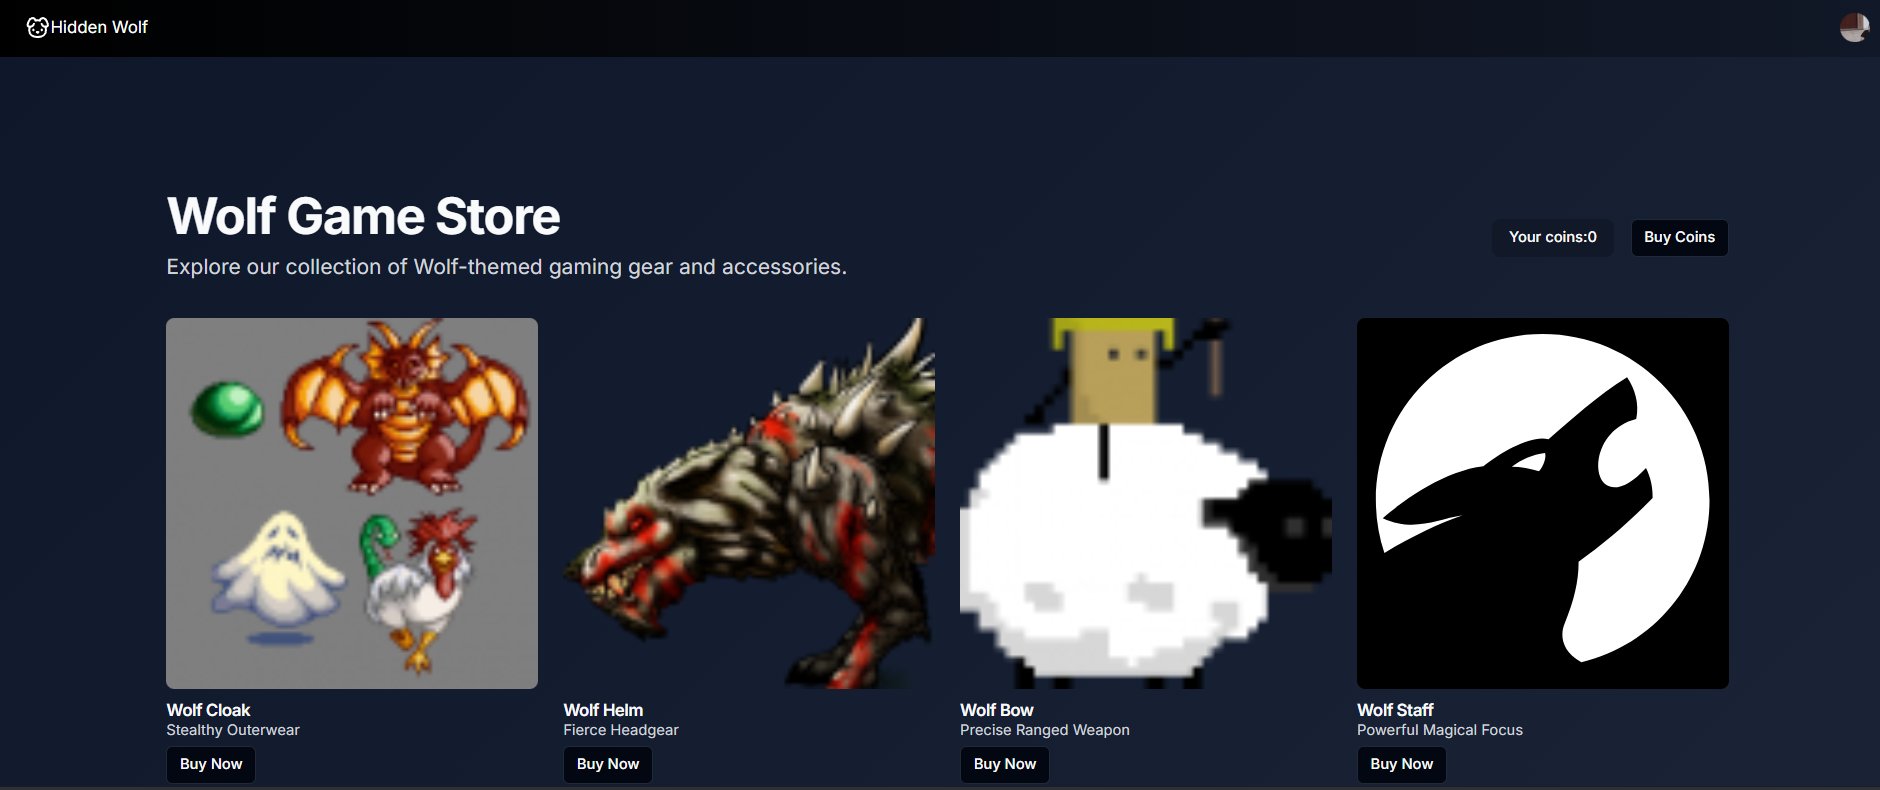 Hidden Wolf
Wolf Game Store
Explore our collection of Wolf-themed gaming gear and accessories.
Your coins:0
Buy Coins
Wolf Cloak
Stealthy Outerwear
Buy Now
Wolf Helm
Fierce Headgear
Buy Now
Wolf Bow
Precise Ranged Weapon
Buy Now
Wolf Staff
Powerful Magical Focus
Buy Now